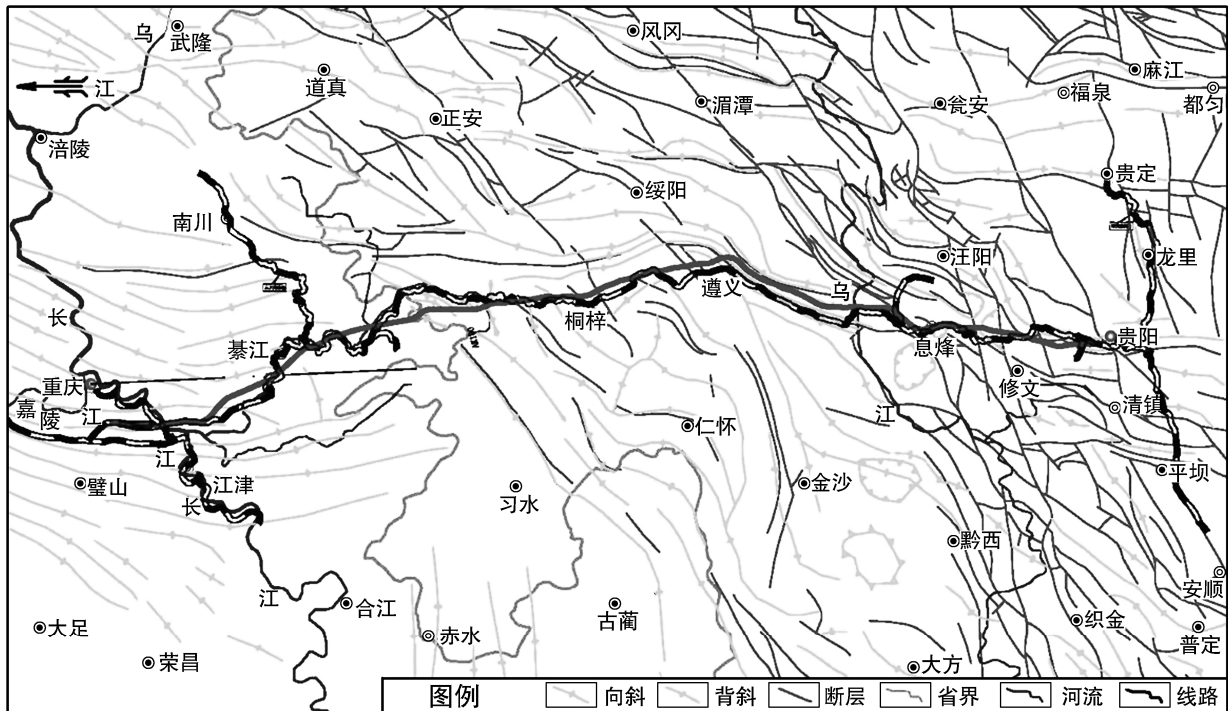 乌
武隆
江
涪陵
道真
正安
风冈
湄潭
绥阳
瓮安
福泉
麻江
都匀
贵定
龙里
汪阳
南川
长
綦江
重庆
嘉
陵
江
江
璧山
江津
长
江
合江
大足
荣昌
桐梓
遵义
乌
江
息烽
贵阳
修文
清镇
平坝
仁怀
金沙
习水
黔西
古蔺
赤水
大方
织金
安顺
普定
图例
向斜
背斜
断层
省界
河流
线路